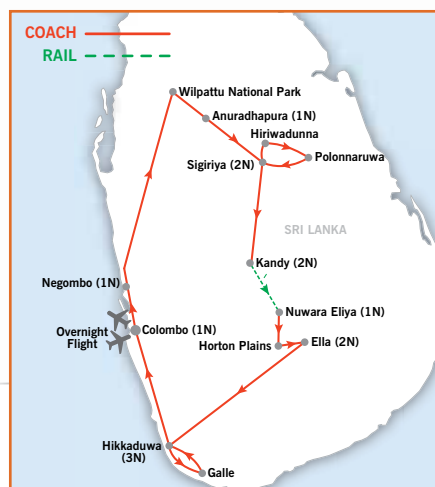 COACH
RAIL
Wilpattu National Park
Anuradhapura (1N)
Hiriwadunna
Polonnaruwa
Sigiriya (2N)
SRI LANKA
Kandy (2N)
Negombo (1N)
Nuwara Eliya (1N)
Overnight
Flight
Colombo (1N)
Horton Plains
Ella (2N)
Hikkaduwa
(3N)
Galle